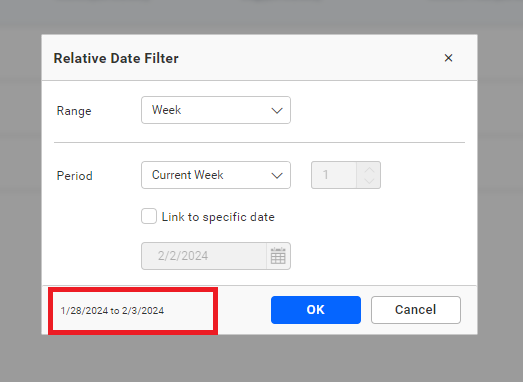 Relative Date Filter
Range
Week
Period
Current Week
1
Link to specific date
2/2/2024
1/28/2024 to 2/3/2024
OK
Cancel